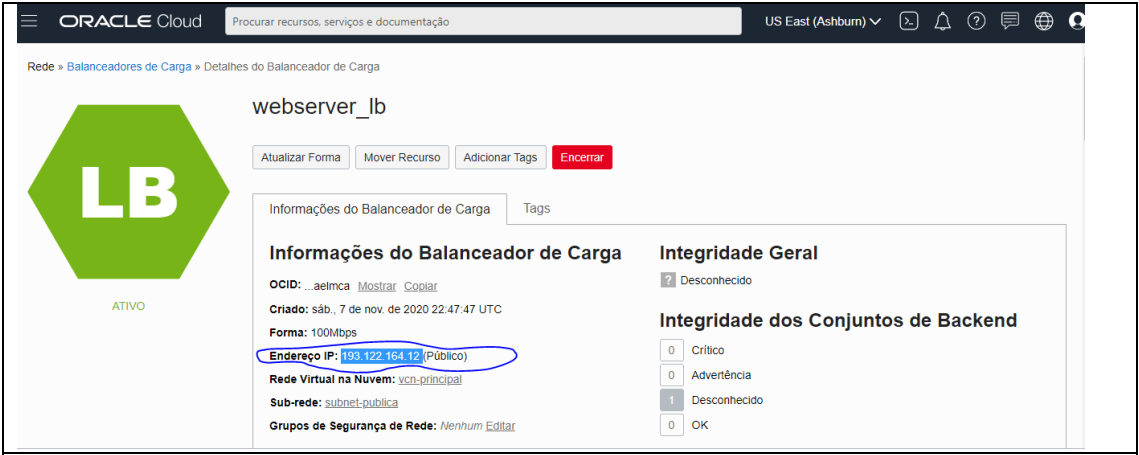 ORACLE Cloud
Procurar recursos, serviços e documentação
US East (Ashburn)
Rede » Balanceadores de Carga » Detalhes do Balanceador de Carga
LB
ATIVO
webserver_lb
Atualizar Forma Mover Recurso Adicionar Tags Encerrar
Informações do Balanceador de Carga Tags
Informações do Balanceador de Carga
OCID: ...aelmca Mostrar Copiar
Criado: sáb., 7 de nov. de 2020 22:47:47 UTC
Forma: 100Mbps
Endereço IP: 193.122.164.12 (Público)
Rede Virtual na Nuvem: vcn-principal
Sub-rede: subnet-publica
Grupos de Segurança de Rede: Nenhum Editar
Integridade Geral
? Desconhecido
Integridade dos Conjuntos de Backend
0 Crítico
0 Advertência
1 Desconhecido
0 OK